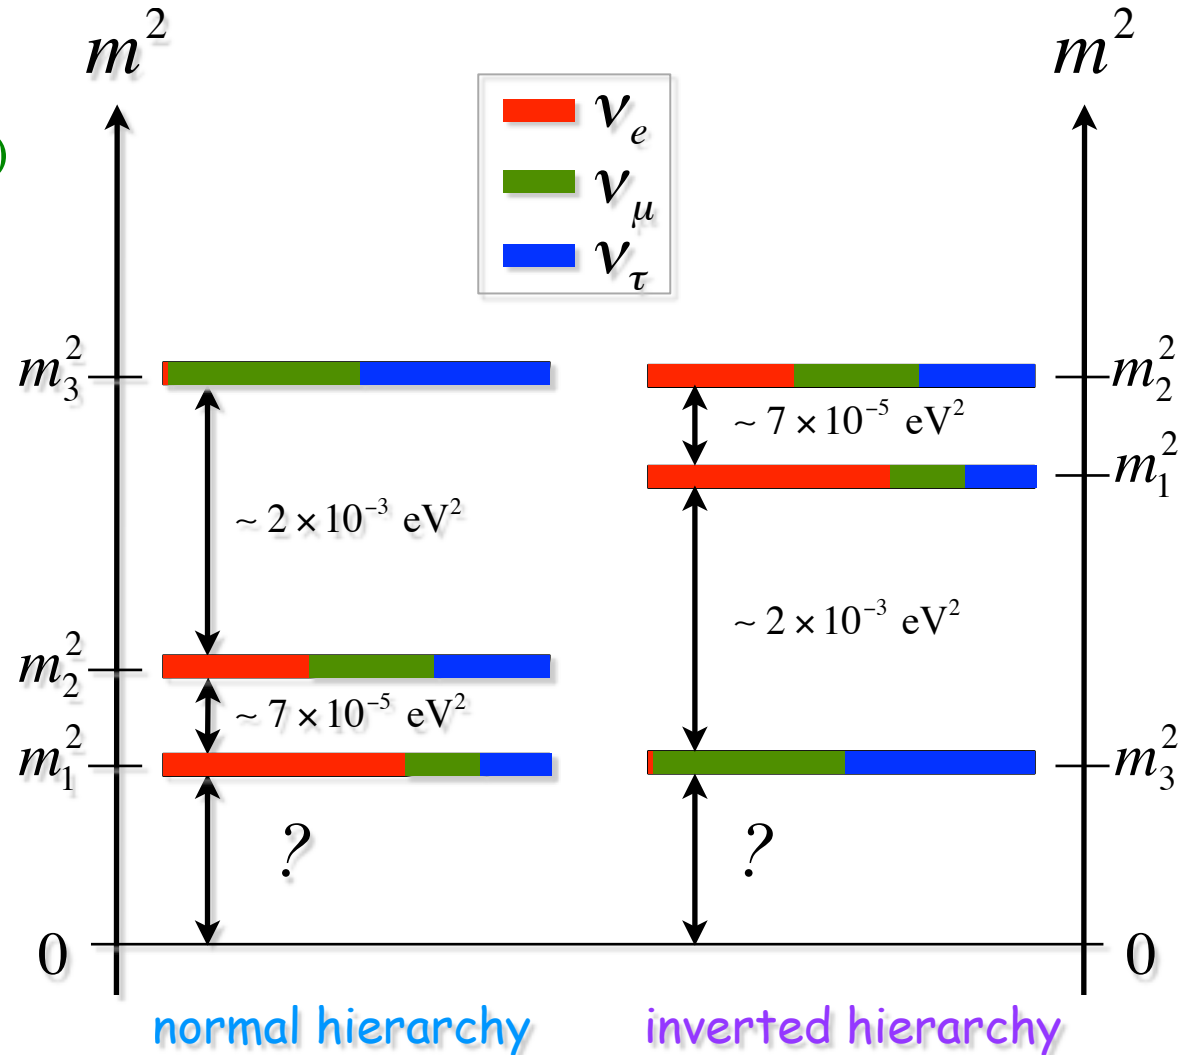 m²
m²
)
νₑ
ν_μ
ν_τ
m₃²
m₂²
~ 7 × 10⁻⁵ eV²
m₁²
~ 2 × 10⁻³ eV²
~ 2 × 10⁻³ eV²
m₂²
~ 7 × 10⁻⁵ eV²
m₁²
m₃²
?
?
0
0
normal hierarchy
inverted hierarchy